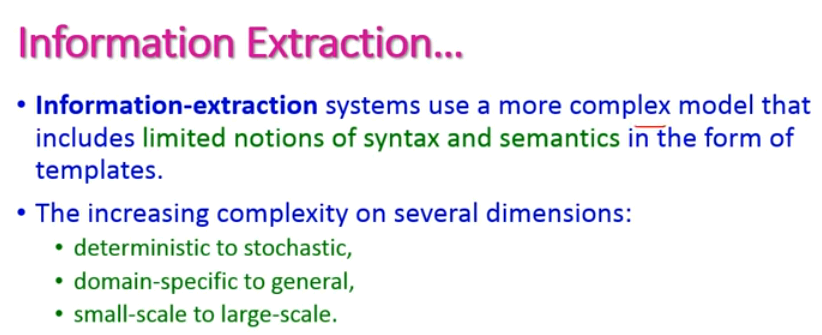 Information Extraction...
• Information-extraction systems use a more complex model that
includes limited notions of syntax and semantics in the form of
templates.
• The increasing complexity on several dimensions:
• deterministic to stochastic,
• domain-specific to general,
• small-scale to large-scale.